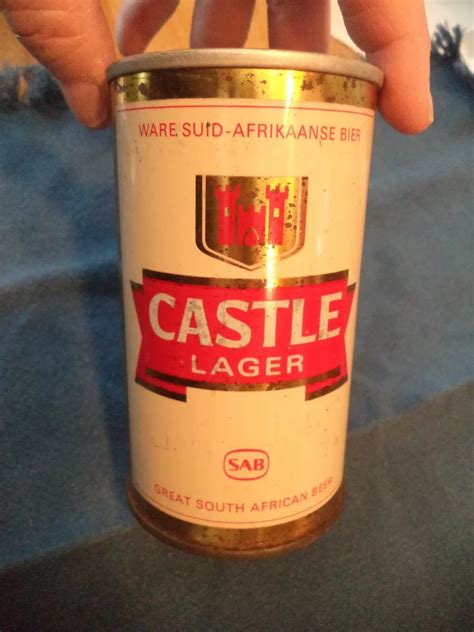 WARE SUID-AFRIKAANSE BIER
CASTLE
LAGER
SAB
GREAT SOUTH AFRICAN BEER